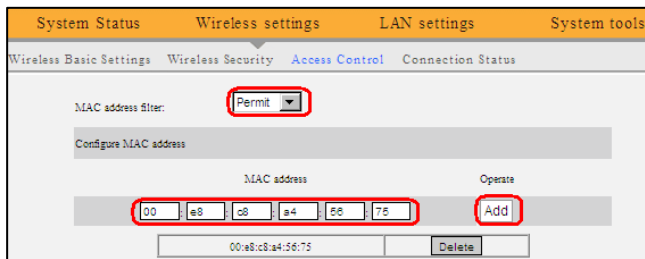 System Status Wireless settings LAN settings System tools
Wireless Basic Settings Wireless Security Access Control Connection Status
MAC address filter: Permit
Configure MAC address
MAC address Operate
00 : e8 : c8 : a4 : 56 : 75 Add
00:e8:c8:a4:56:75 Delete